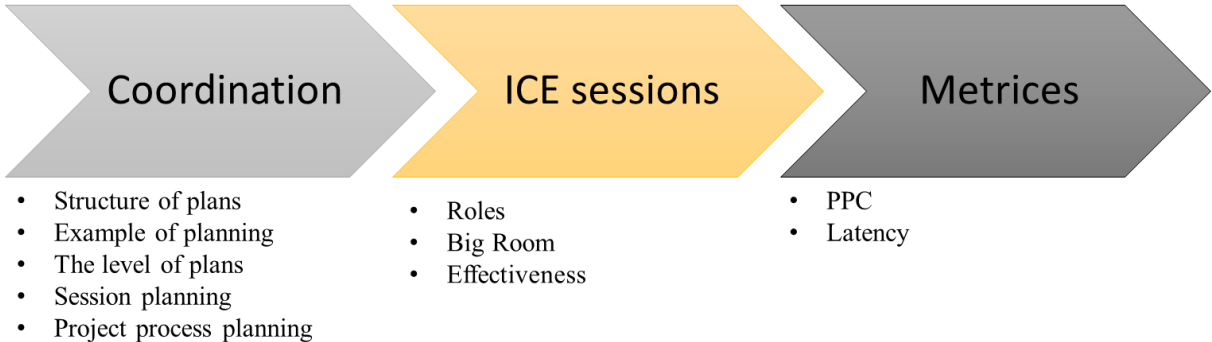 Coordination
• Structure of plans
• Example of planning
• The level of plans
• Session planning
• Project process planning
ICE sessions
• Roles
• Big Room
• Effectiveness
Metrices
• PPC
• Latency